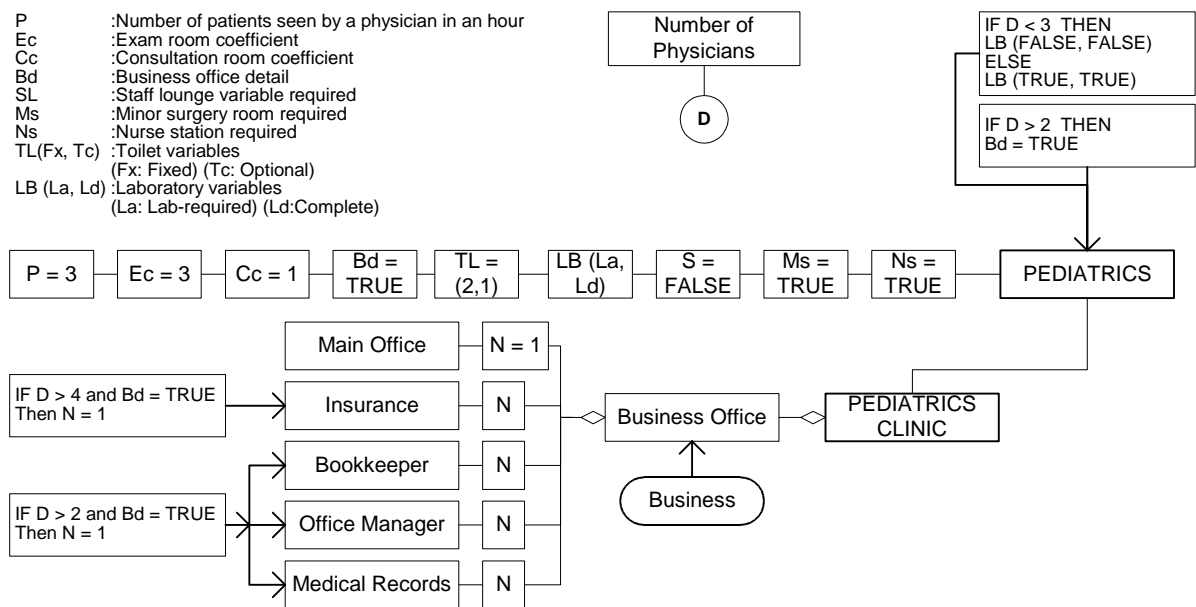 P :Number of patients seen by a physician in an hour
Ec :Exam room coefficient
Cc :Consultation room coefficient
Bd :Business office detail
SL :Staff lounge variable required
Ms :Minor surgery room required
Ns :Nurse station required
TL(Fx, Tc) :Toilet variables
(Fx: Fixed) (Tc: Optional)
LB (La, Ld) :Laboratory variables
(La: Lab-required) (Ld:Complete)
Number of
Physicians
D
IF D < 3 THEN
LB (FALSE, FALSE)
ELSE
LB (TRUE, TRUE)
IF D > 2 THEN
Bd = TRUE
P = 3
Ec = 3
Cc = 1
Bd =
TRUE
TL =
(2,1)
LB (La,
Ld)
S =
FALSE
Ms =
TRUE
Ns =
TRUE
PEDIATRICS
Main Office
N = 1
IF D > 4 and Bd = TRUE
Then N = 1
Insurance
N
Business Office
PEDIATRICS
CLINIC
Bookkeeper
N
Business
IF D > 2 and Bd = TRUE
Then N = 1
Office Manager
N
Medical Records
N